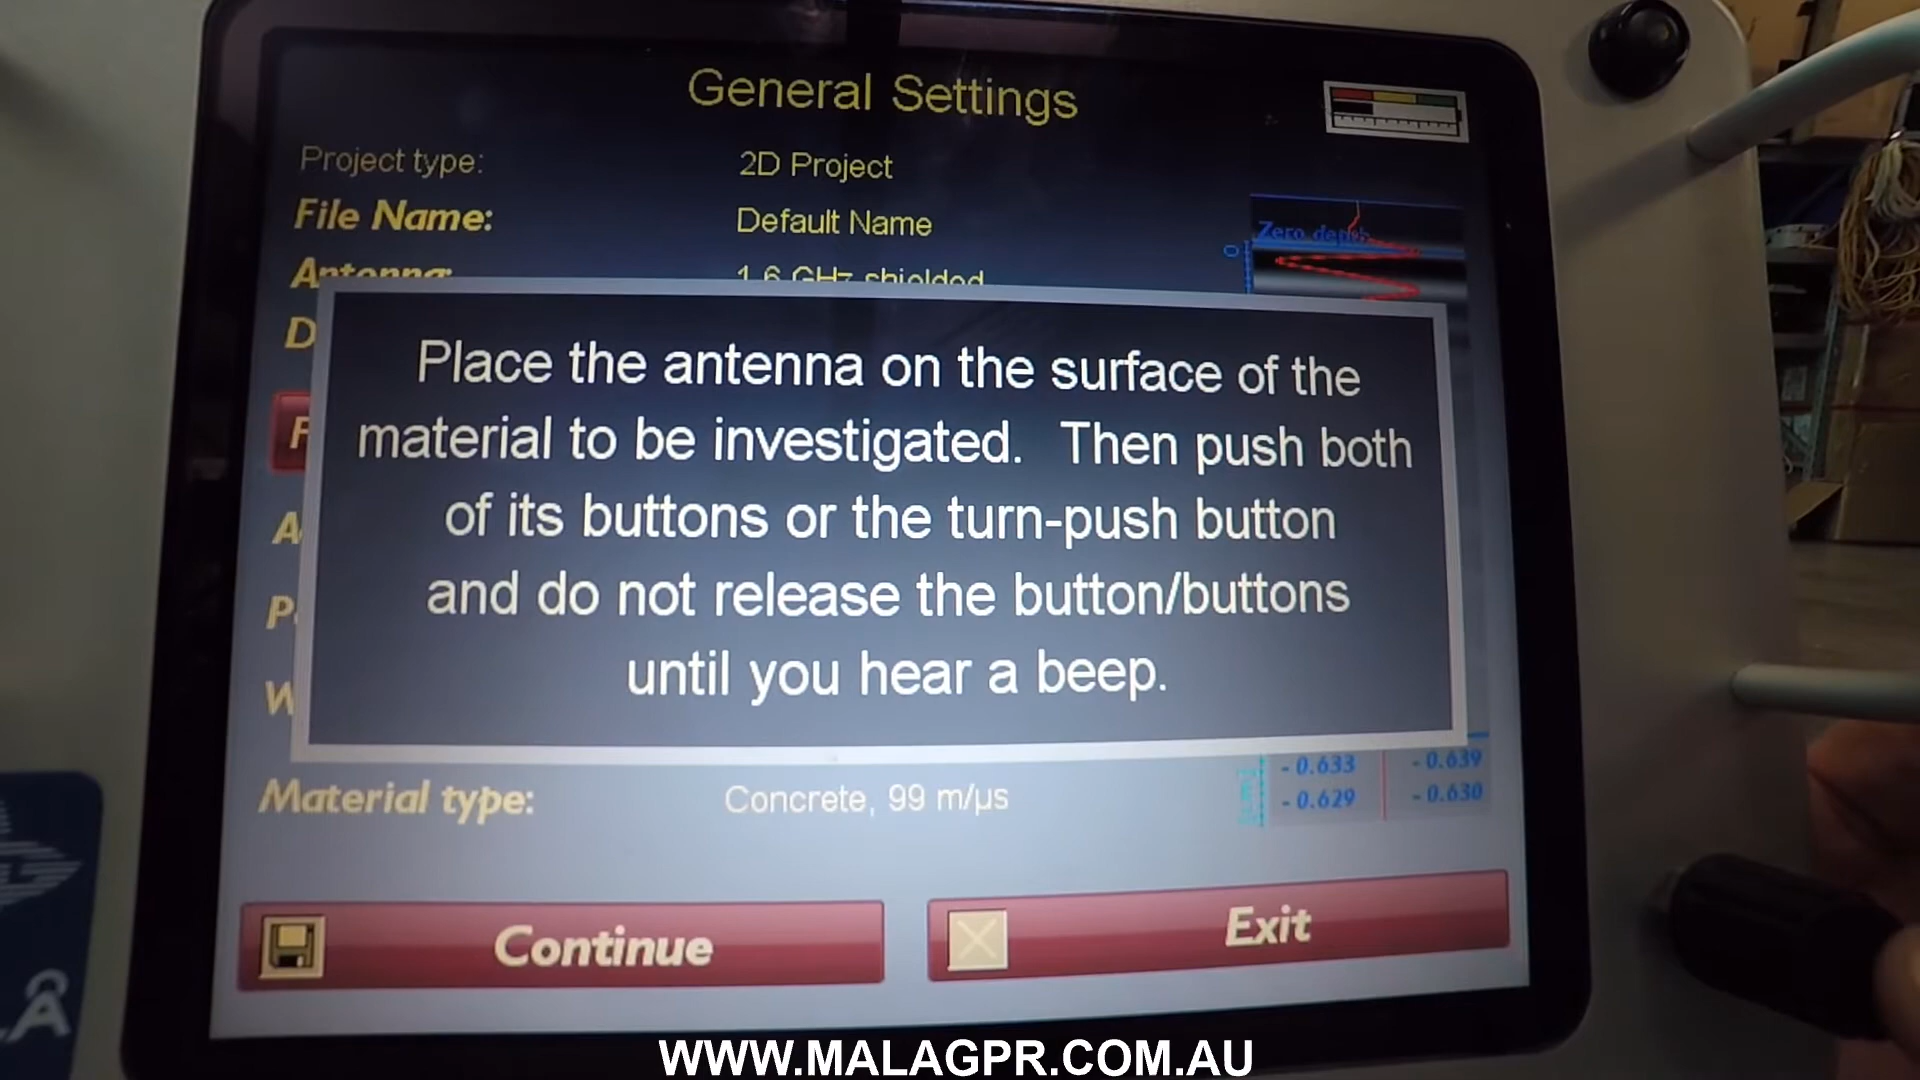 General Settings
Project type: 2D Project
File Name: Default Name
Antenna: 1.6 GHz shielded
Zero depth
0
D
F
Place the antenna on the surface of the
material to be investigated. Then push both
of its buttons or the turn-push button
and do not release the button/buttons
until you hear a beep.
A
P
W
- 0.633 - 0.639
- 0.629 - 0.630
Material type: Concrete, 99 m/µs
Continue Exit
WWW.MALAGPR.COM.AU